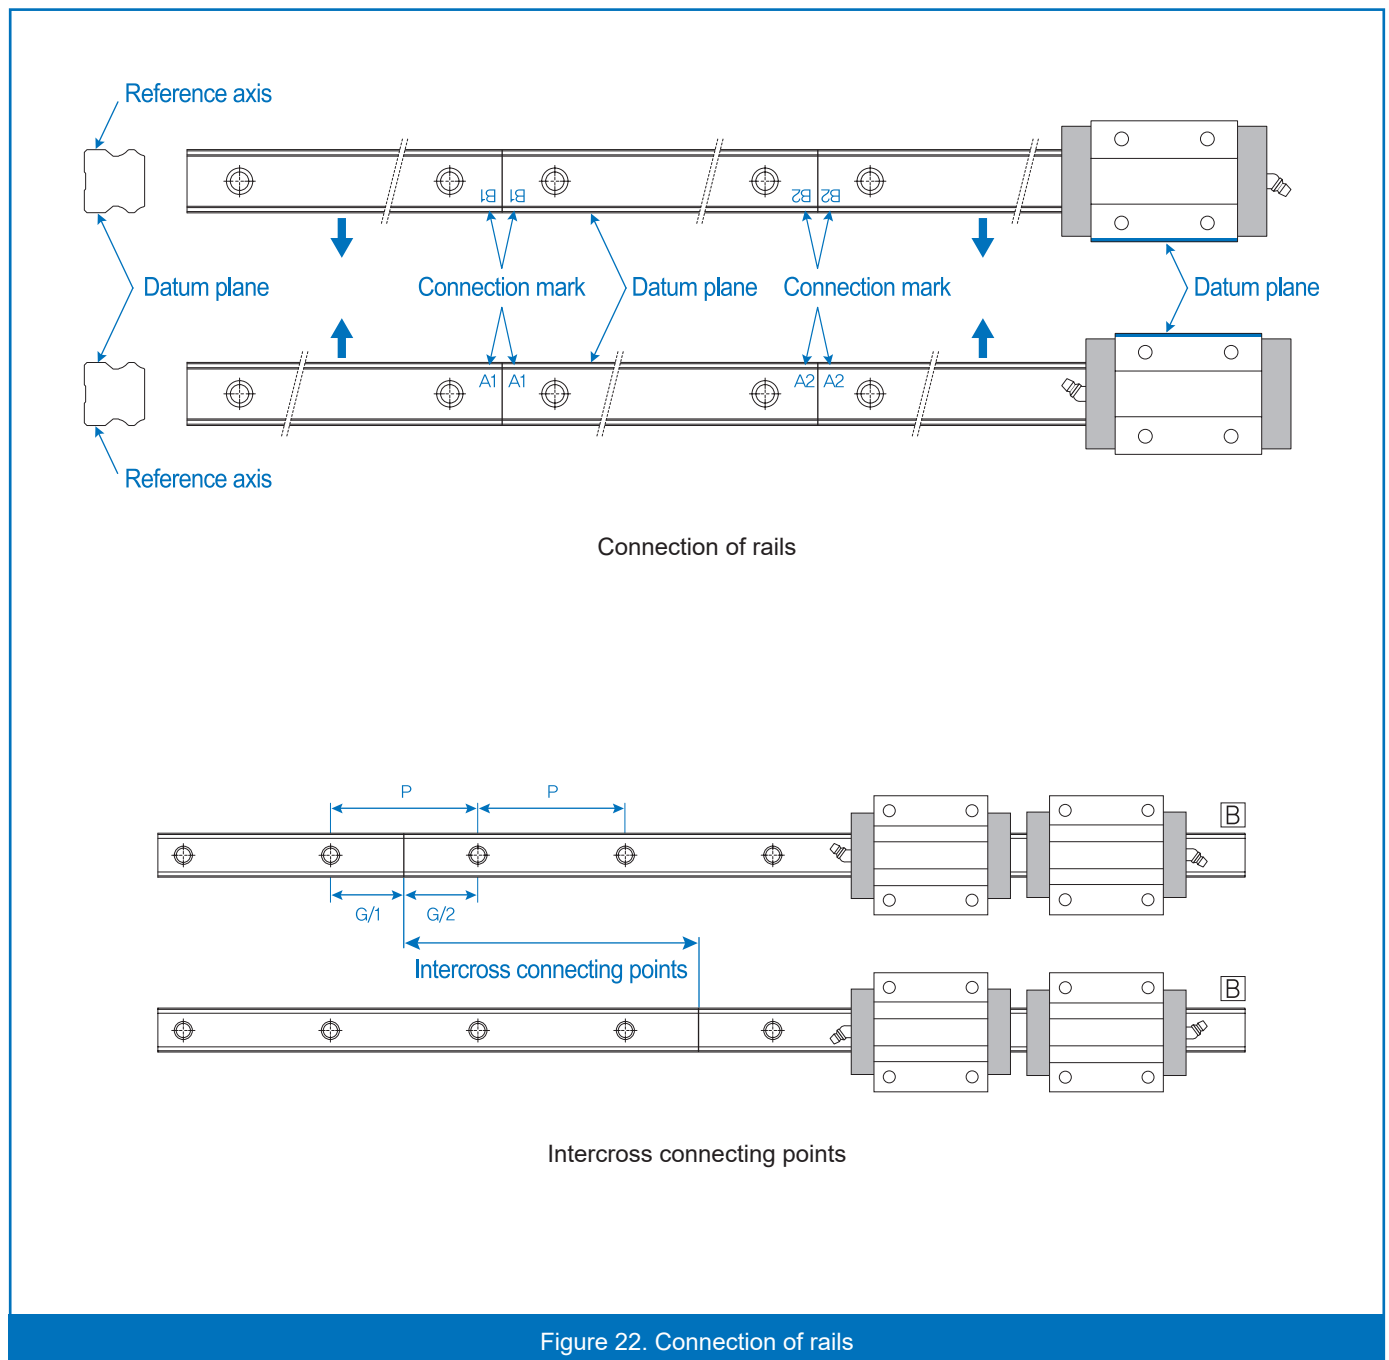 Reference axis
B1 B1
B2 B2
Datum plane
Connection mark
Datum plane
Connection mark
Datum plane
A1 A1
A2 A2
Reference axis
Connection of rails
P
P
B
G/1
G/2
Intercross connecting points
B
Intercross connecting points
Figure 22. Connection of rails